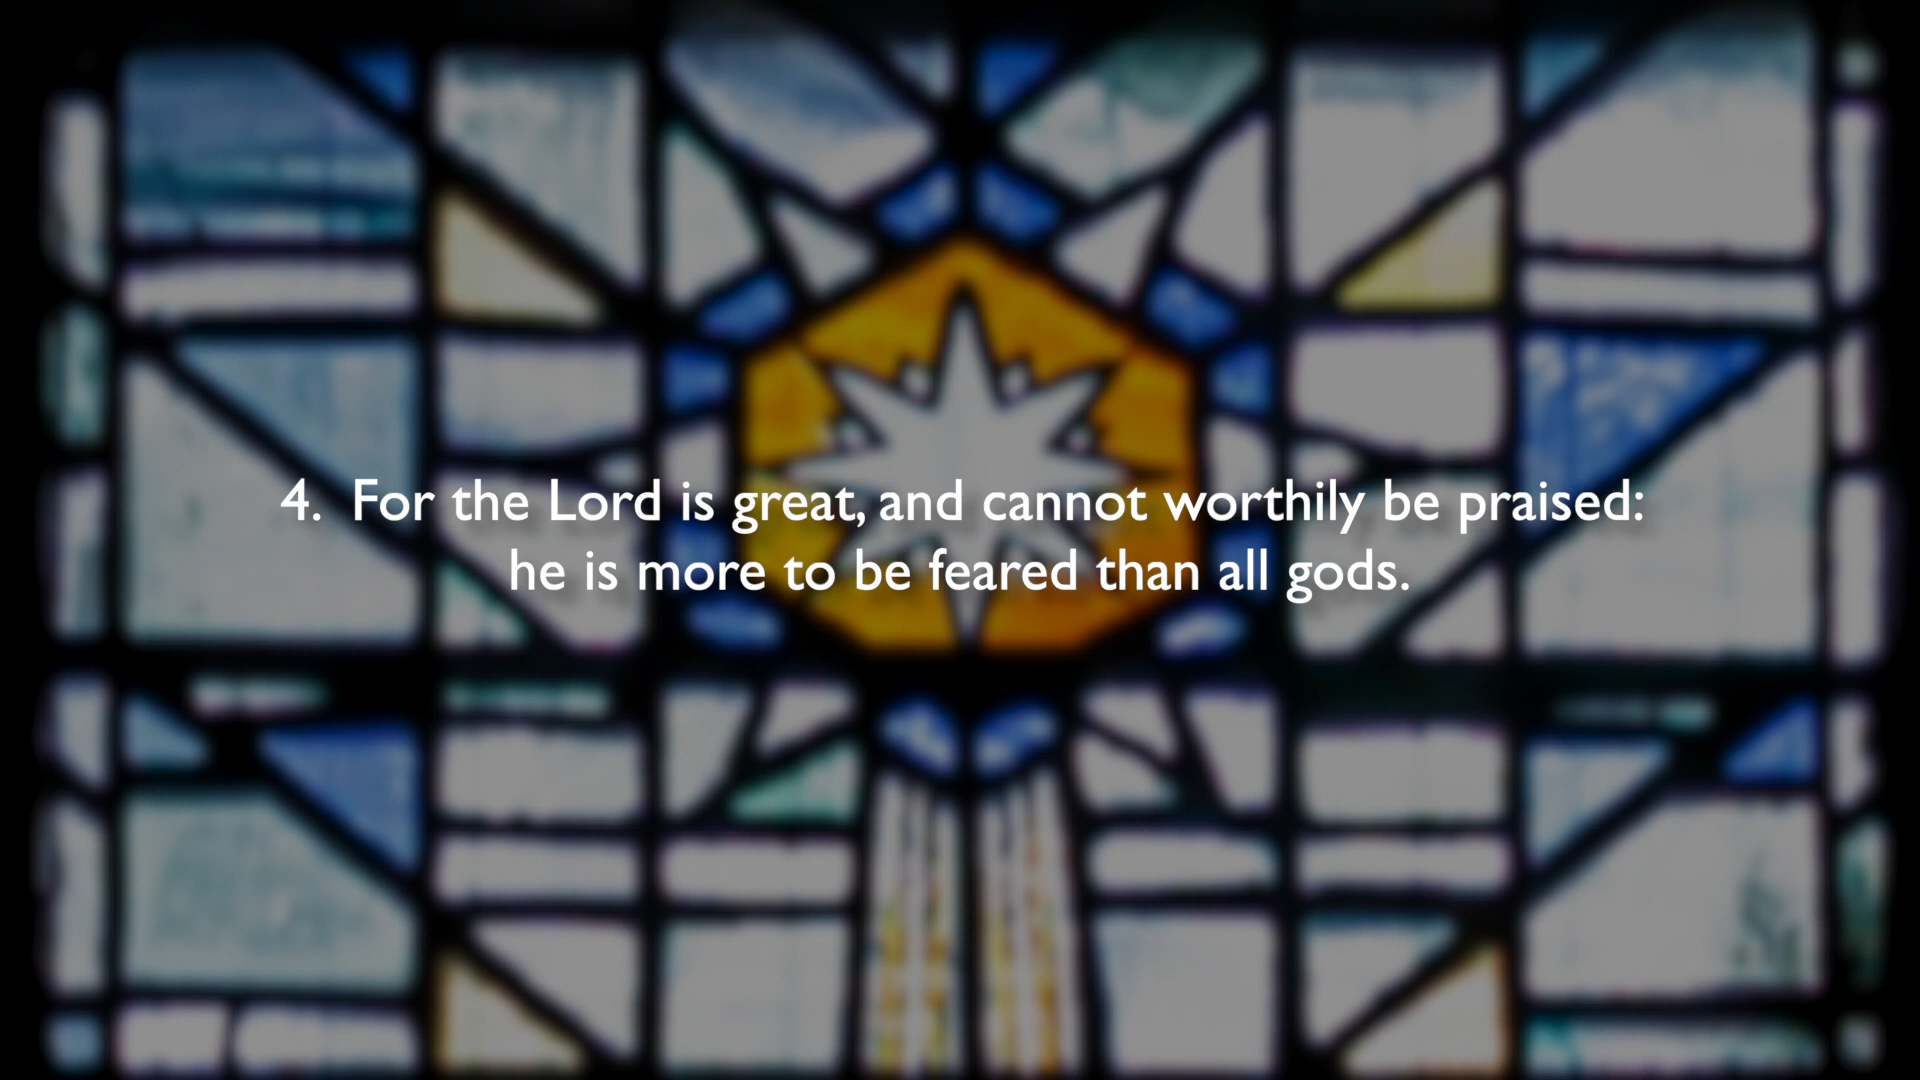 4. For the Lord is great, and cannot worthily be praised:
he is more to be feared than all gods.